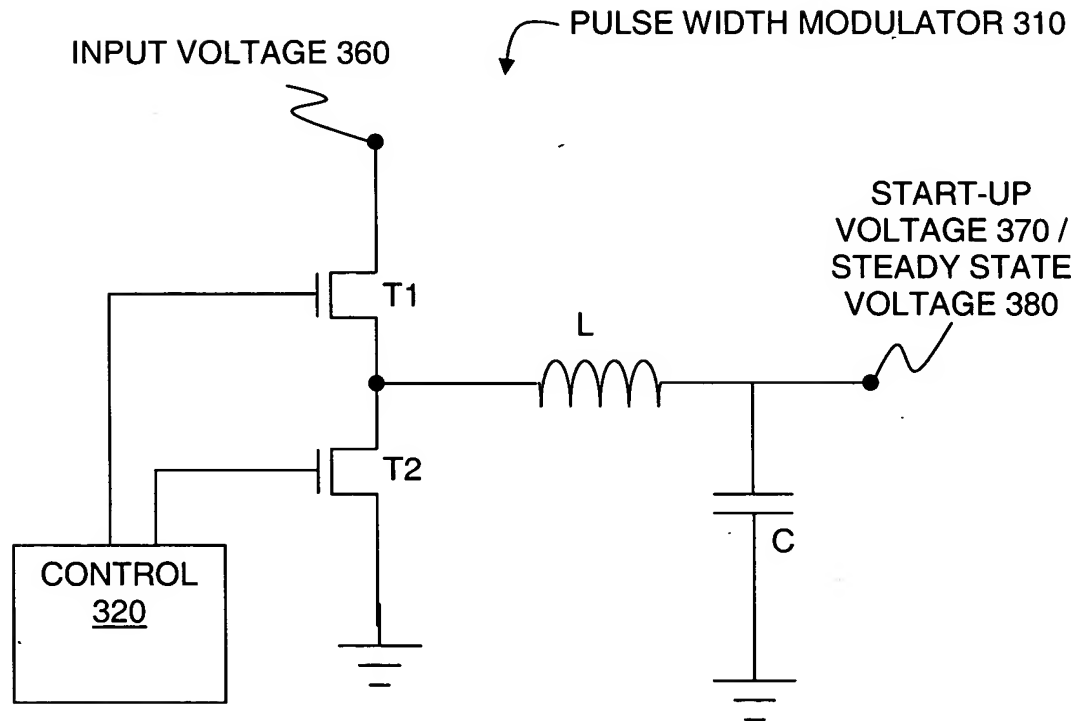 PULSE WIDTH MODULATOR 310
INPUT VOLTAGE 360
START-UP
VOLTAGE 370 /
STEADY STATE
VOLTAGE 380
T1
L
T2
C
CONTROL
320